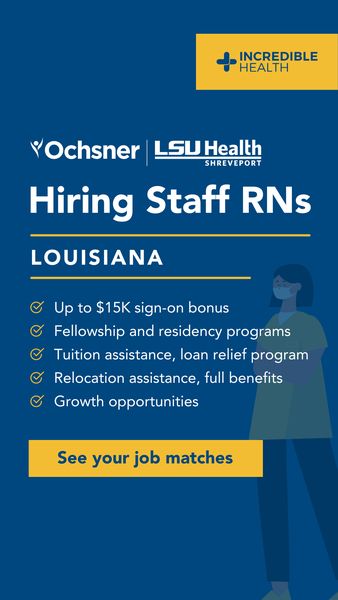 INCREDIBLE
HEALTH
Ochsner LSU Health
SHREVEPORT
Hiring Staff RNs
LOUISIANA
Up to $15K sign-on bonus
Fellowship and residency programs
Tuition assistance, loan relief program
Relocation assistance, full benefits
Growth opportunities
See your job matches